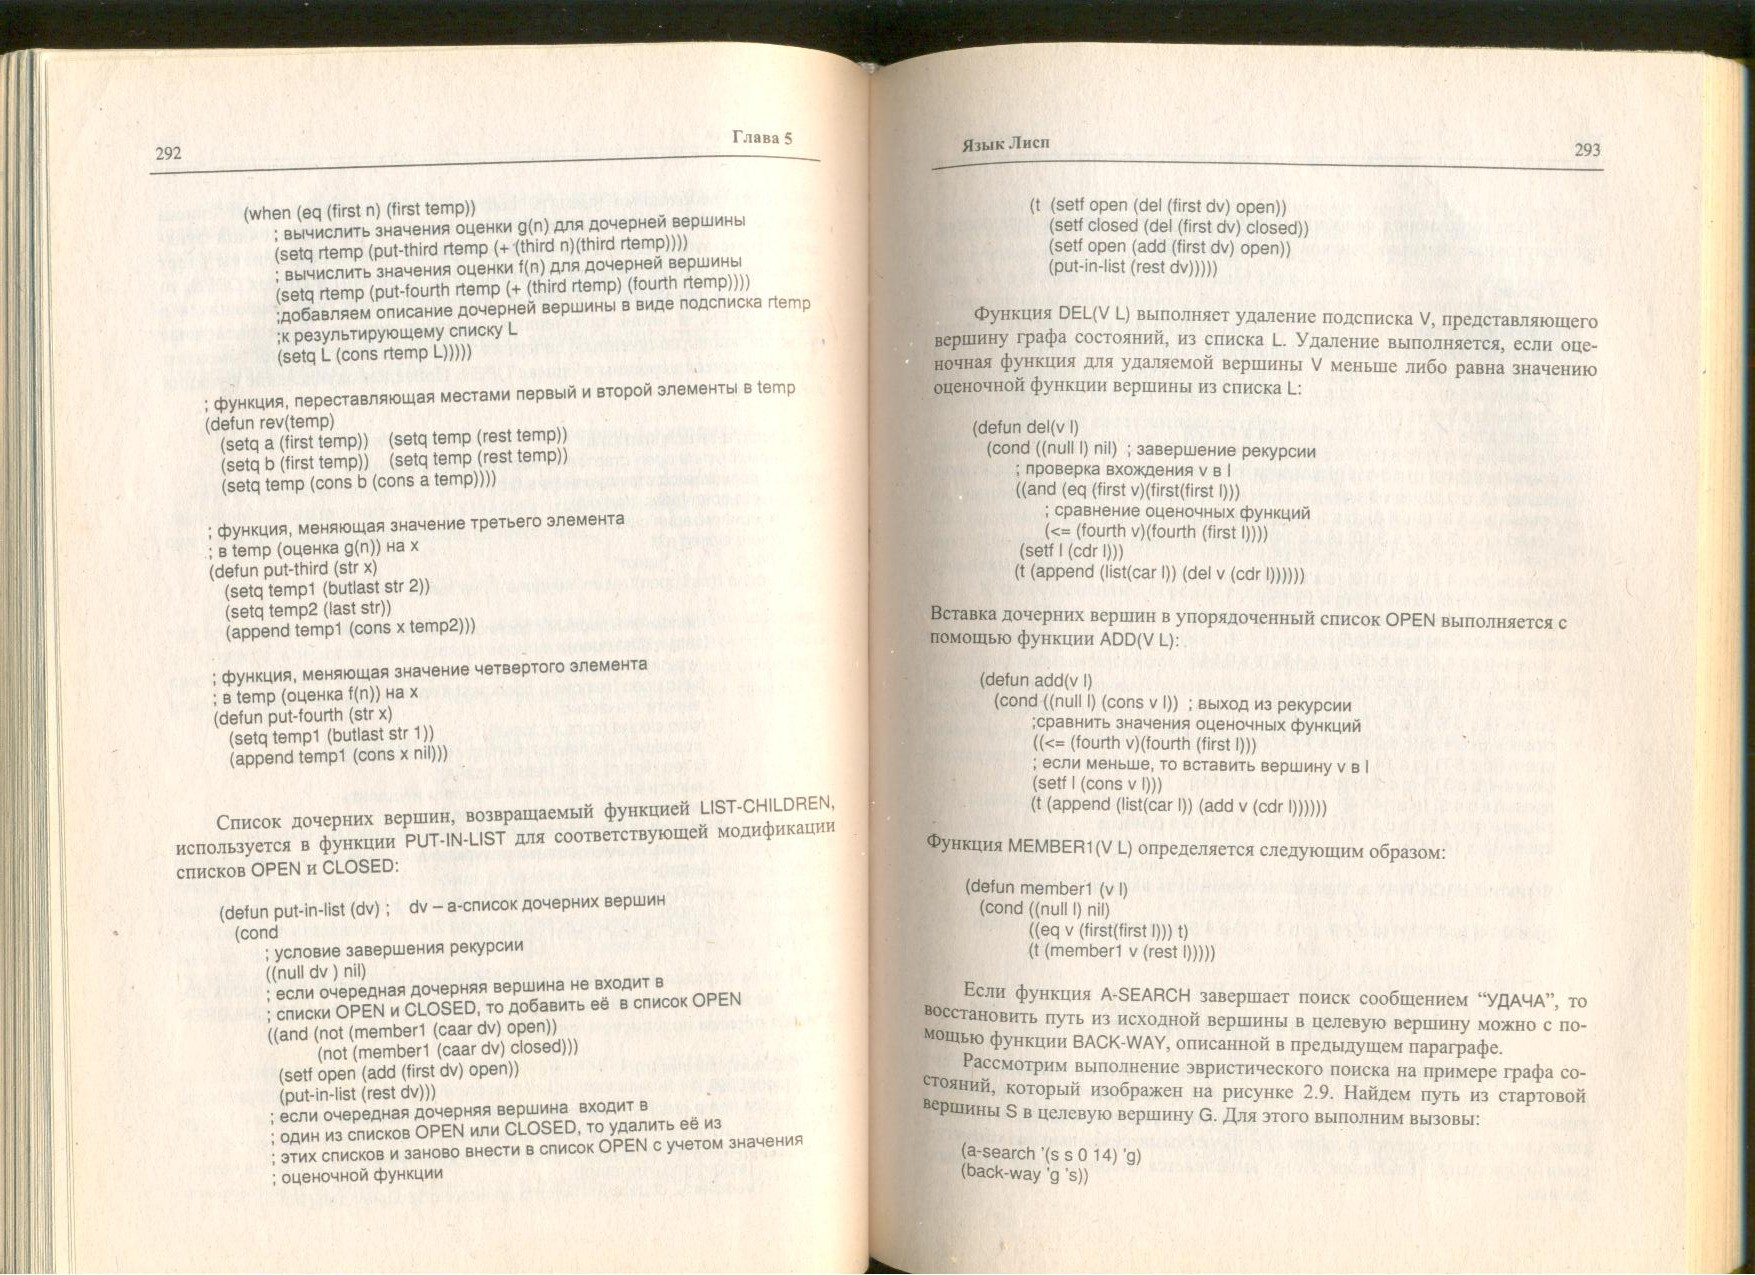 292
Глава 5
(when (eq (first n) (first temp))
; вычислить значения оценки g(n) для дочерней вершины
(setq rtemp (put-third rtemp (+ (third n)(third rtemp))))
; вычислить значения оценки f(n) для дочерней вершины
(setq rtemp (put-fourth rtemp (+ (third rtemp) (fourth rtemp))))
;добавляем описание дочерней вершины в виде подсписка rtemp
;к результирующему списку L
(setq L (cons rtemp L)))))
; функция, переставляющая местами первый и второй элементы в temp
(defun rev(temp)
(setq a (first temp)) (setq temp (rest temp))
(setq b (first temp)) (setq temp (rest temp))
(setq temp (cons b (cons a temp))))
; функция, меняющая значение третьего элемента
; в temp (оценка g(n)) на x
(defun put-third (str x)
(setq temp1 (butlast str 2))
(setq temp2 (last str))
(append temp1 (cons x temp2)))
; функция, меняющая значение четвертого элемента
; в temp (оценка f(n)) на x
(defun put-fourth (str x)
(setq temp1 (butlast str 1))
(append temp1 (cons x nil)))
Список дочерних вершин, возвращаемый функцией LIST-CHILDREN,
используется в функции PUT-IN-LIST для соответствующей модификации
списков OPEN и CLOSED:
(defun put-in-list (dv) ; dv – а-список дочерних вершин
(cond
; условие завершения рекурсии
((null dv ) nil)
; если очередная дочерняя вершина не входит в
; списки OPEN и CLOSED, то добавить её в список OPEN
((and (not (member1 (caar dv) open))
(not (member1 (caar dv) closed)))
(setf open (add (first dv) open))
(put-in-list (rest dv)))
; если очередная дочерняя вершина входит в
; один из списков OPEN или CLOSED, то удалить её из
; этих списков и заново внести в список OPEN с учетом значения
; оценочной функции
Язык Лисп
293
(t (setf open (del (first dv) open))
(setf closed (del (first dv) closed))
(setf open (add (first dv) open))
(put-in-list (rest dv)))))
Функция DEL(V L) выполняет удаление подсписка V, представляющего
вершину графа состояний, из списка L. Удаление выполняется, если оце-
ночная функция для удаляемой вершины V меньше либо равна значению
оценочной функции вершины из списка L:
(defun del(v l)
(cond ((null l) nil) ; завершение рекурсии
; проверка вхождения v в l
((and (eq (first v)(first(first l)))
; сравнение оценочных функций
(<= (fourth v)(fourth (first l))))
(setf l (cdr l)))
(t (append (list(car l)) (del v (cdr l))))))
Вставка дочерних вершин в упорядоченный список OPEN выполняется с
помощью функции ADD(V L):
(defun add(v l)
(cond ((null l) (cons v l)) ; выход из рекурсии
;сравнить значения оценочных функций
((<= (fourth v)(fourth (first l)))
; если меньше, то вставить вершину v в l
(setf l (cons v l)))
(t (append (list(car l)) (add v (cdr l))))))
Функция MEMBER1(V L) определяется следующим образом:
(defun member1 (v l)
(cond ((null l) nil)
((eq v (first(first l))) t)
(t (member1 v (rest l)))))
Если функция A-SEARCH завершает поиск сообщением “УДАЧА”, то
восстановить путь из исходной вершины в целевую вершину можно с по-
мощью функции BACK-WAY, описанной в предыдущем параграфе.
Рассмотрим выполнение эвристического поиска на примере графа со-
стояний, который изображен на рисунке 2.9. Найдем путь из стартовой
вершины S в целевую вершину G. Для этого выполним вызовы:
(a-search '(s s 0 14) 'g)
(back-way 'g 's))